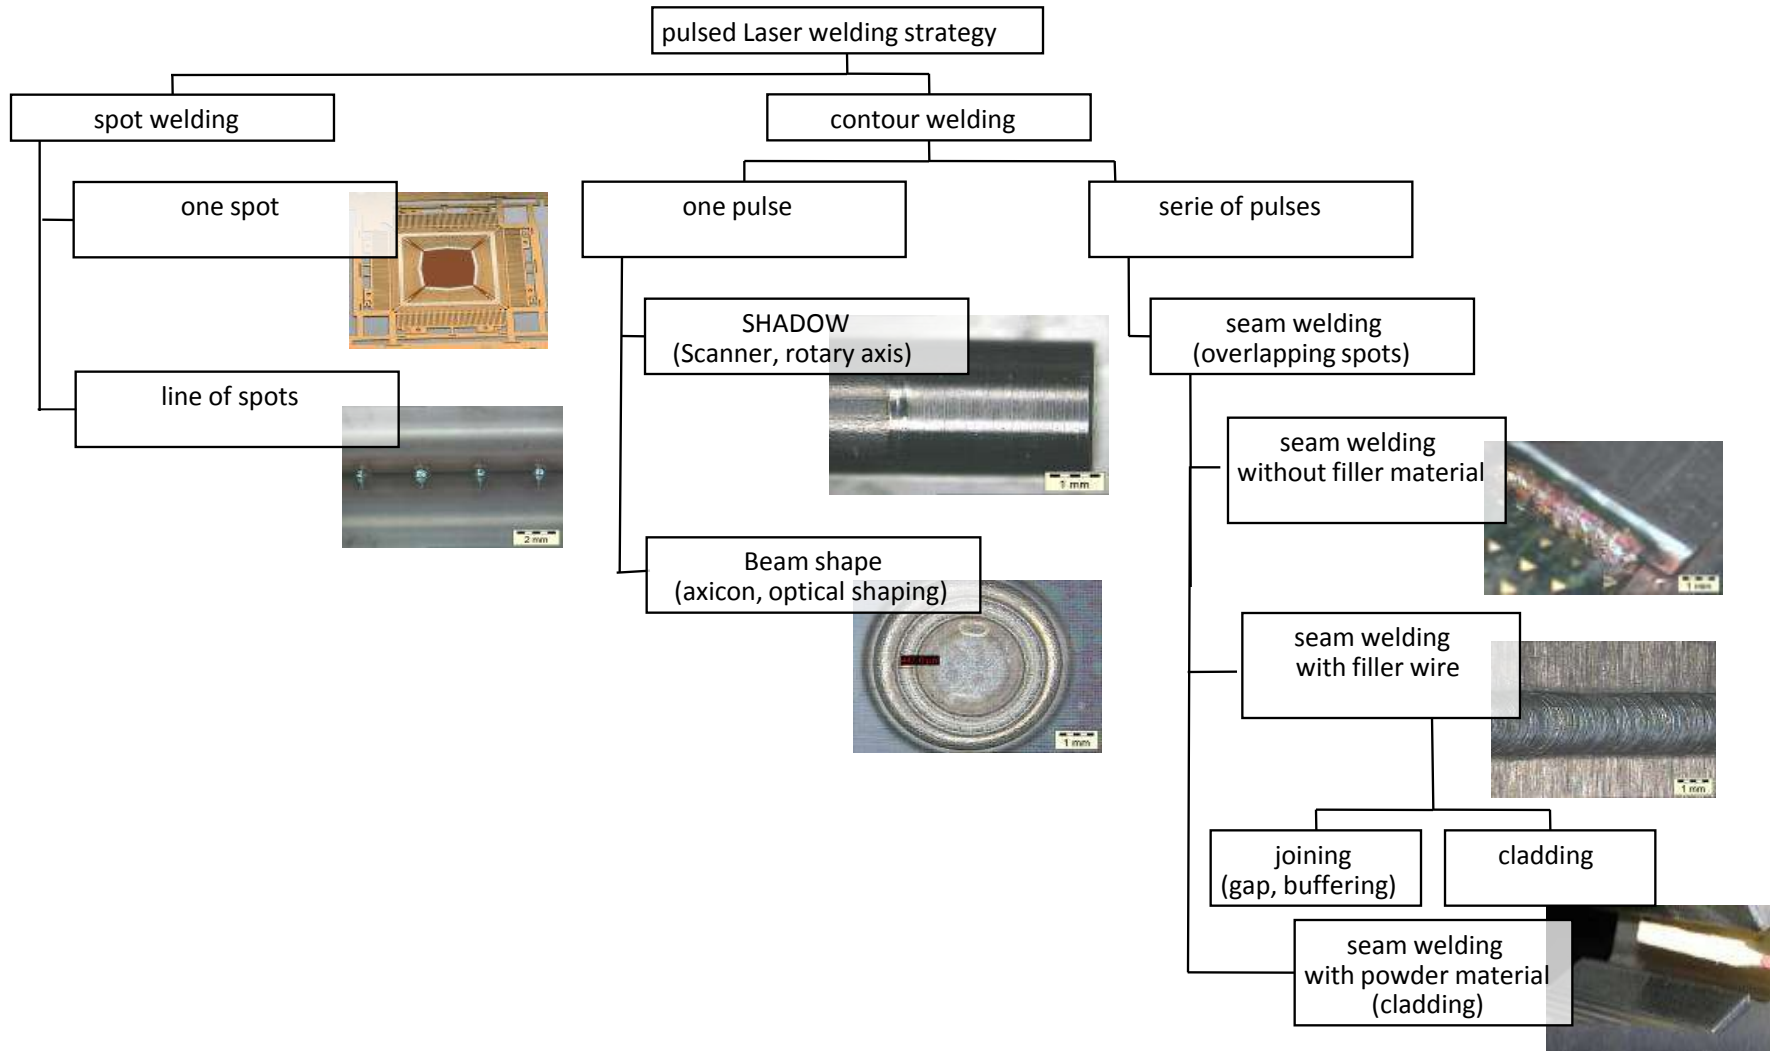 pulsed Laser welding strategy
spot welding
contour welding
one spot
one pulse
serie of pulses
SHADOW
(Scanner, rotary axis)
seam welding
(overlapping spots)
line of spots
1 mm
2 mm
seam welding
without filler material
1 mm
Beam shape
(axicon, optical shaping)
1 mm
seam welding
with filler wire
1 mm
joining
(gap, buffering)
cladding
seam welding
with powder material
(cladding)